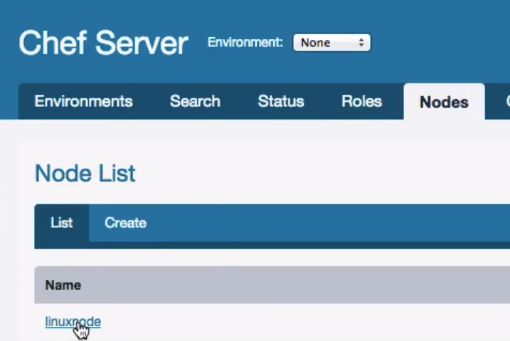 Chef Server Environment: None
Environments Search Status Roles Nodes
Node List
List Create
Name
linuxnode